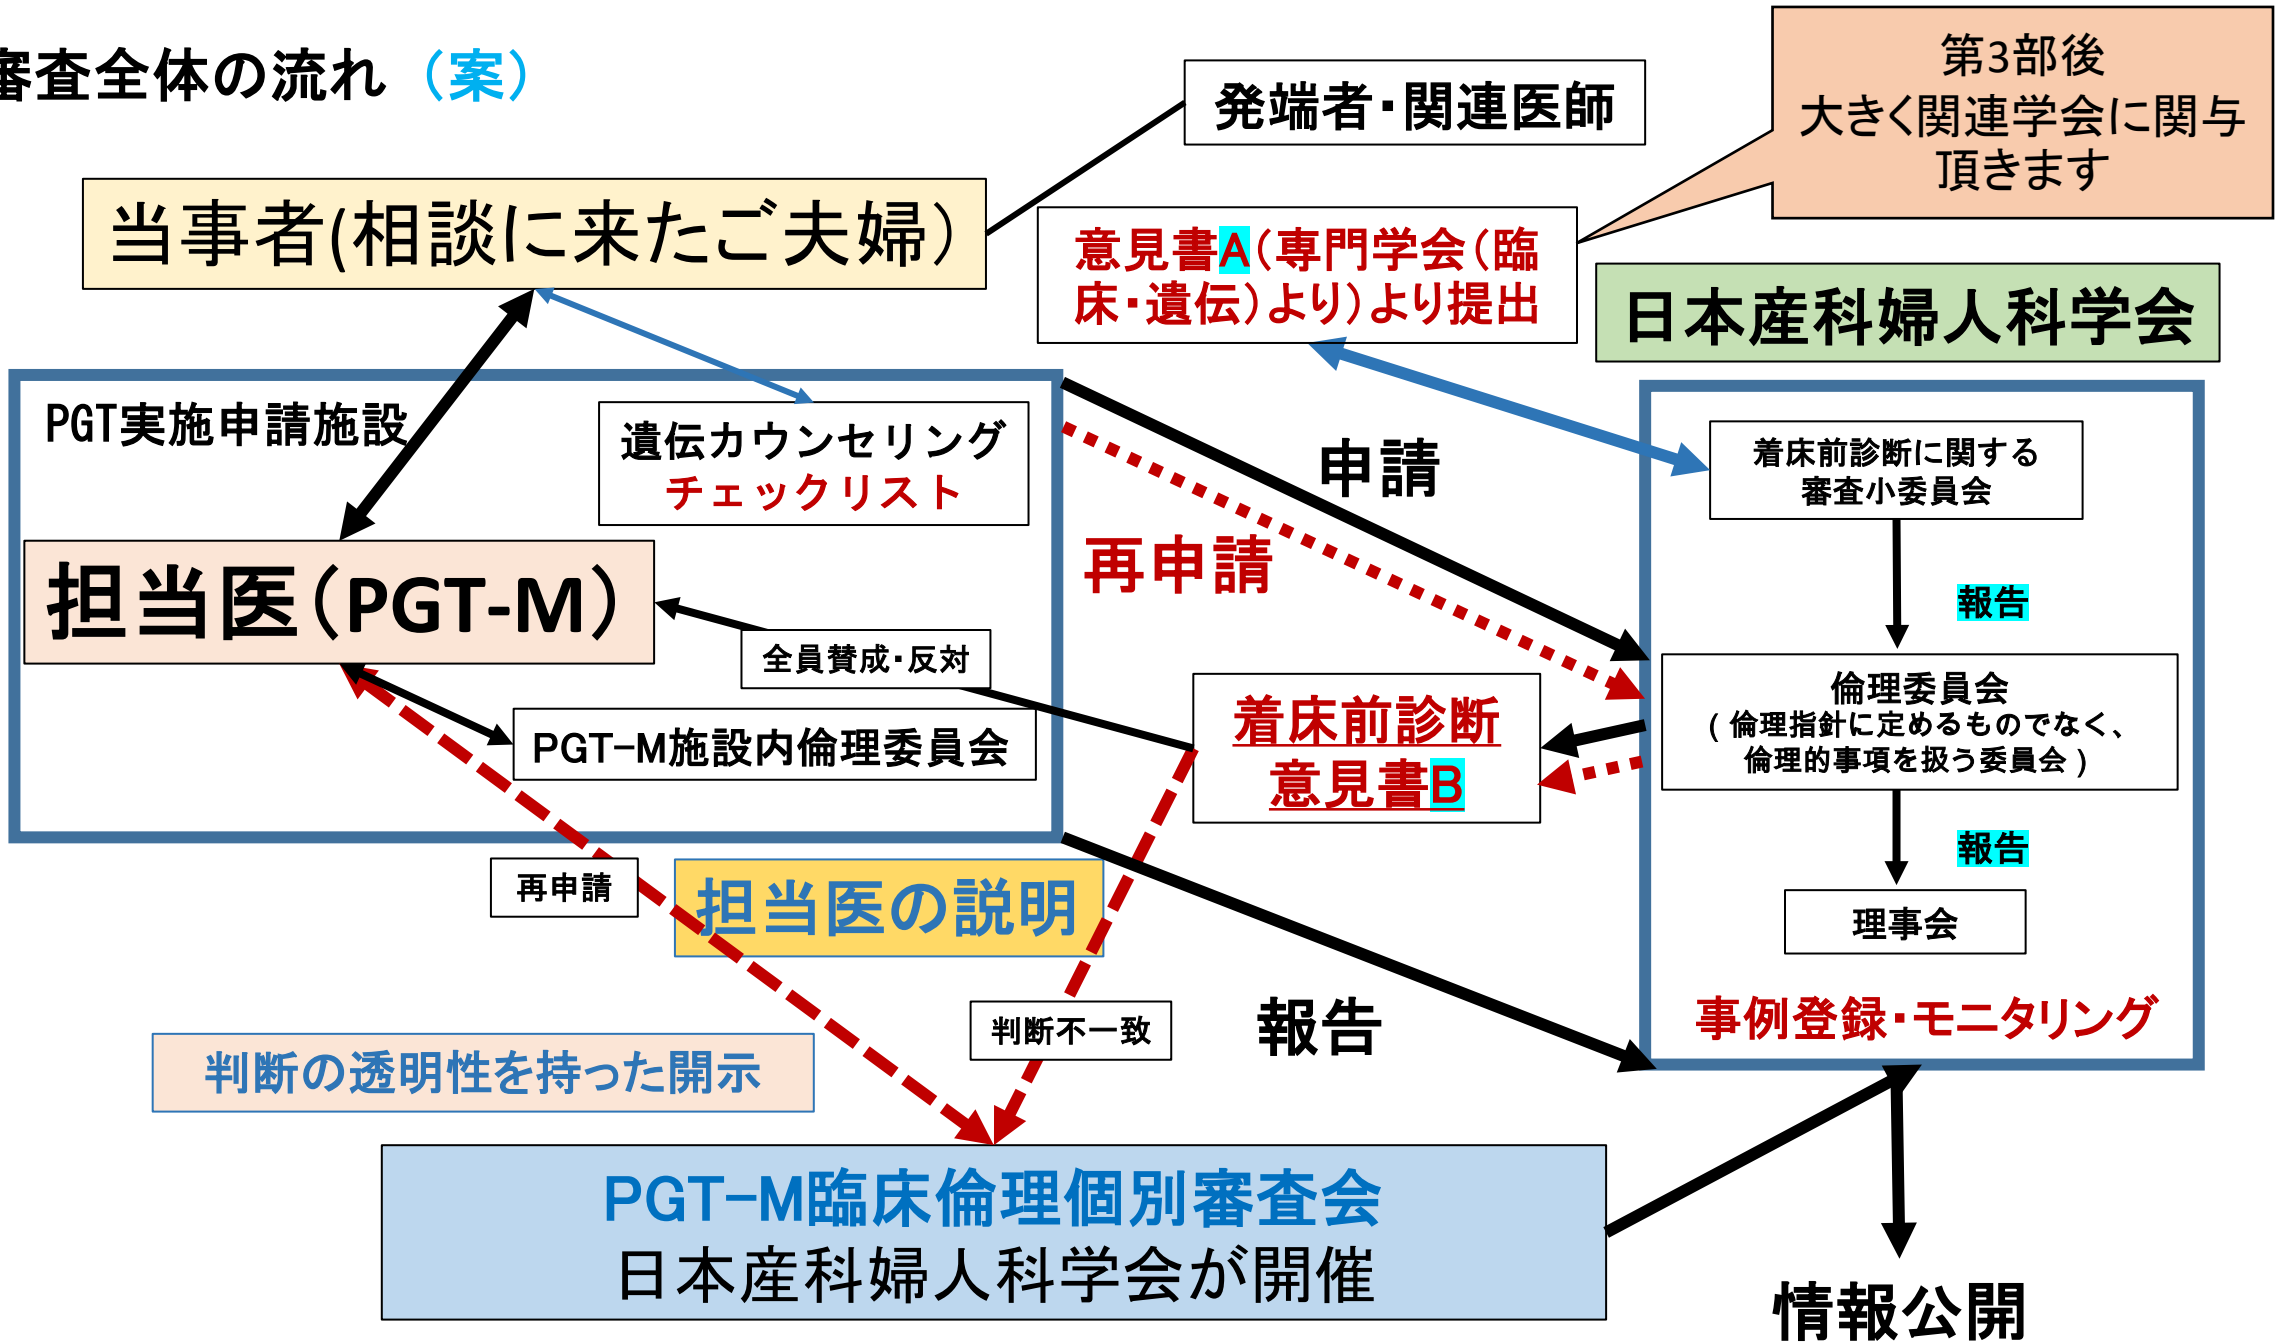 審査全体の流れ（案）
第3部後
大きく関連学会に関与
頂きます
発端者・関連医師
当事者(相談に来たご夫婦）
意見書A（専門学会（臨
床・遺伝）より）より提出
日本産科婦人科学会
PGT実施申請施設
遺伝カウンセリング
チェックリスト
申請
着床前診断に関する
審査小委員会
再申請
担当医（PGT-M）
報告
全員賛成・反対
倫理委員会
(倫理指針に定めるものでなく、
倫理的事項を扱う委員会)
着床前診断
意見書B
PGT-M施設内倫理委員会
報告
再申請
担当医の説明
理事会
判断不一致
報告
事例登録・モニタリング
判断の透明性を持った開示
PGT-M臨床倫理個別審査会
日本産科婦人科学会が開催
情報公開